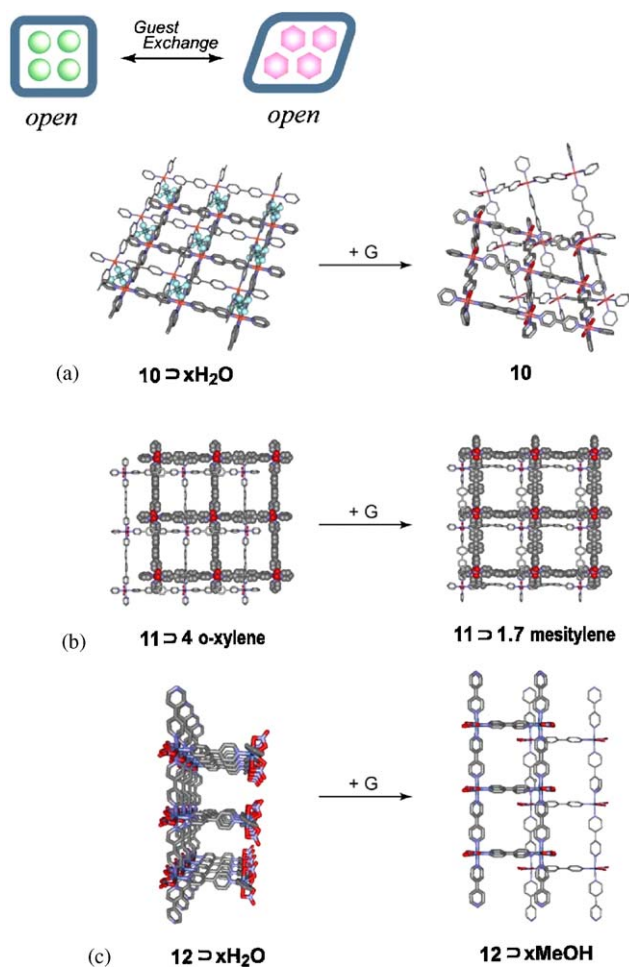 Guest
Exchange
open
open
+ G
(a)
10 ⊃ xH₂O
10
+ G
(b)
11 ⊃ 4 o-xylene
11 ⊃ 1.7 mesitylene
+ G
(c)
12 ⊃ xH₂O
12 ⊃ xMeOH